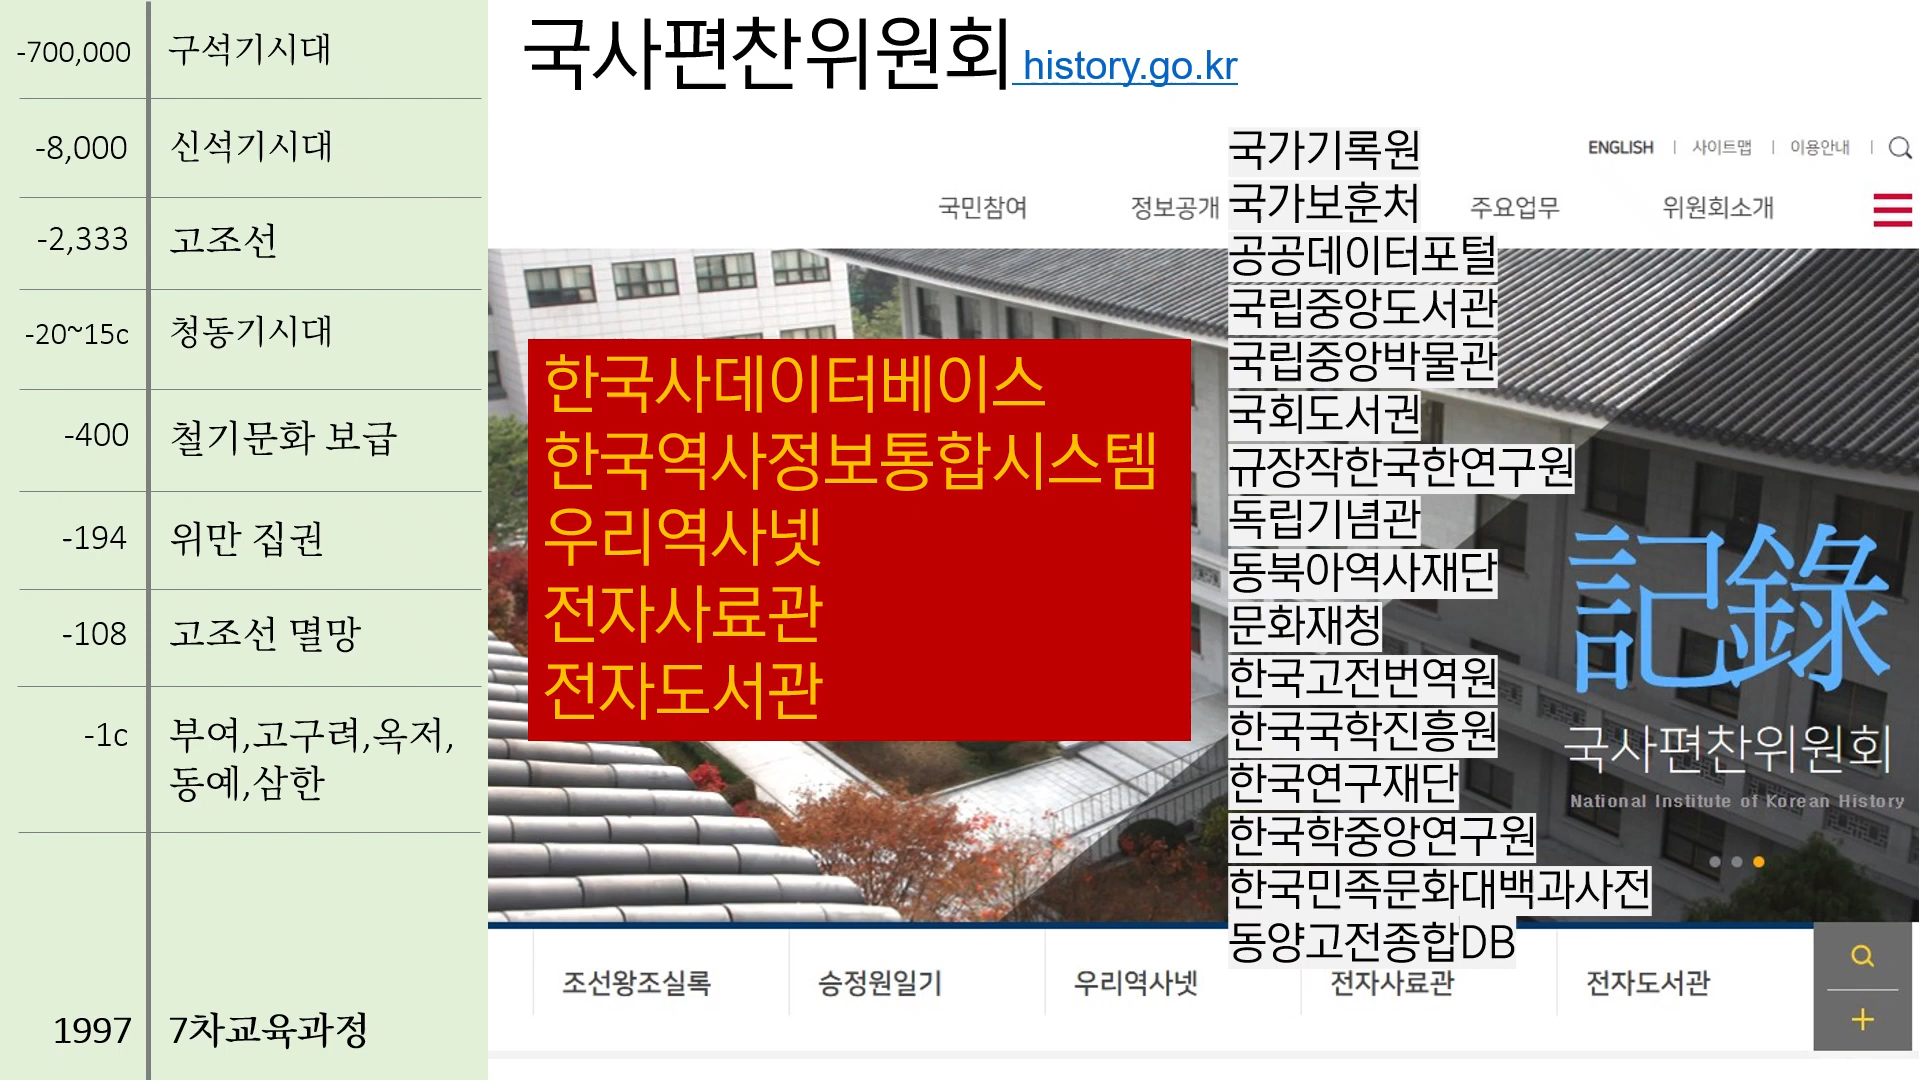 -700,000 구석기시대
-8,000 신석기시대
-2,333 고조선
-20~15c 청동기시대
-400 철기문화 보급
-194 위만 집권
-108 고조선 멸망
-1c 부여,고구려,옥저,
동예,삼한
1997 7차교육과정
국사편찬위원회 history.go.kr
ENGLISH | 사이트맵 | 이용안내 |
국민참여 정보공개 주요업무 위원회소개
한국사데이터베이스
한국역사정보통합시스템
우리역사넷
전자사료관
전자도서관
국가기록원
국가보훈처
공공데이터포털
국립중앙도서관
국립중앙박물관
국회도서권
규장작한국한연구원
독립기념관
동북아역사재단
문화재청
한국고전번역원
한국국학진흥원
한국연구재단
한국학중앙연구원
한국민족문화대백과사전
동양고전종합DB
記錄
국사편찬위원회
National Institute of Korean History
조선왕조실록 승정원일기 우리역사넷 전자사료관 전자도서관